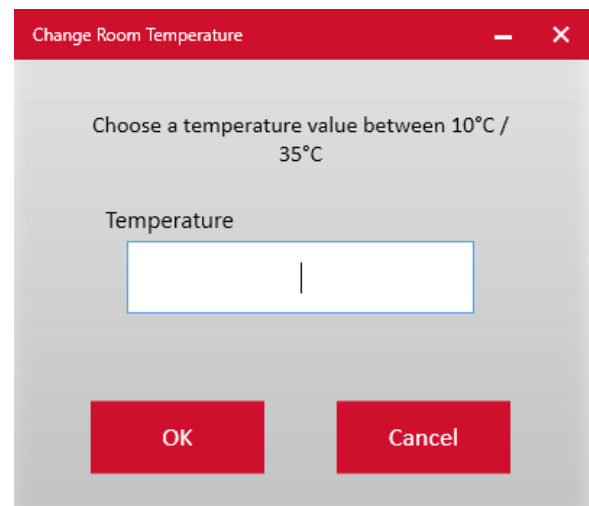 Change Room Temperature
Choose a temperature value between 10°C /
35°C
Temperature
OK
Cancel